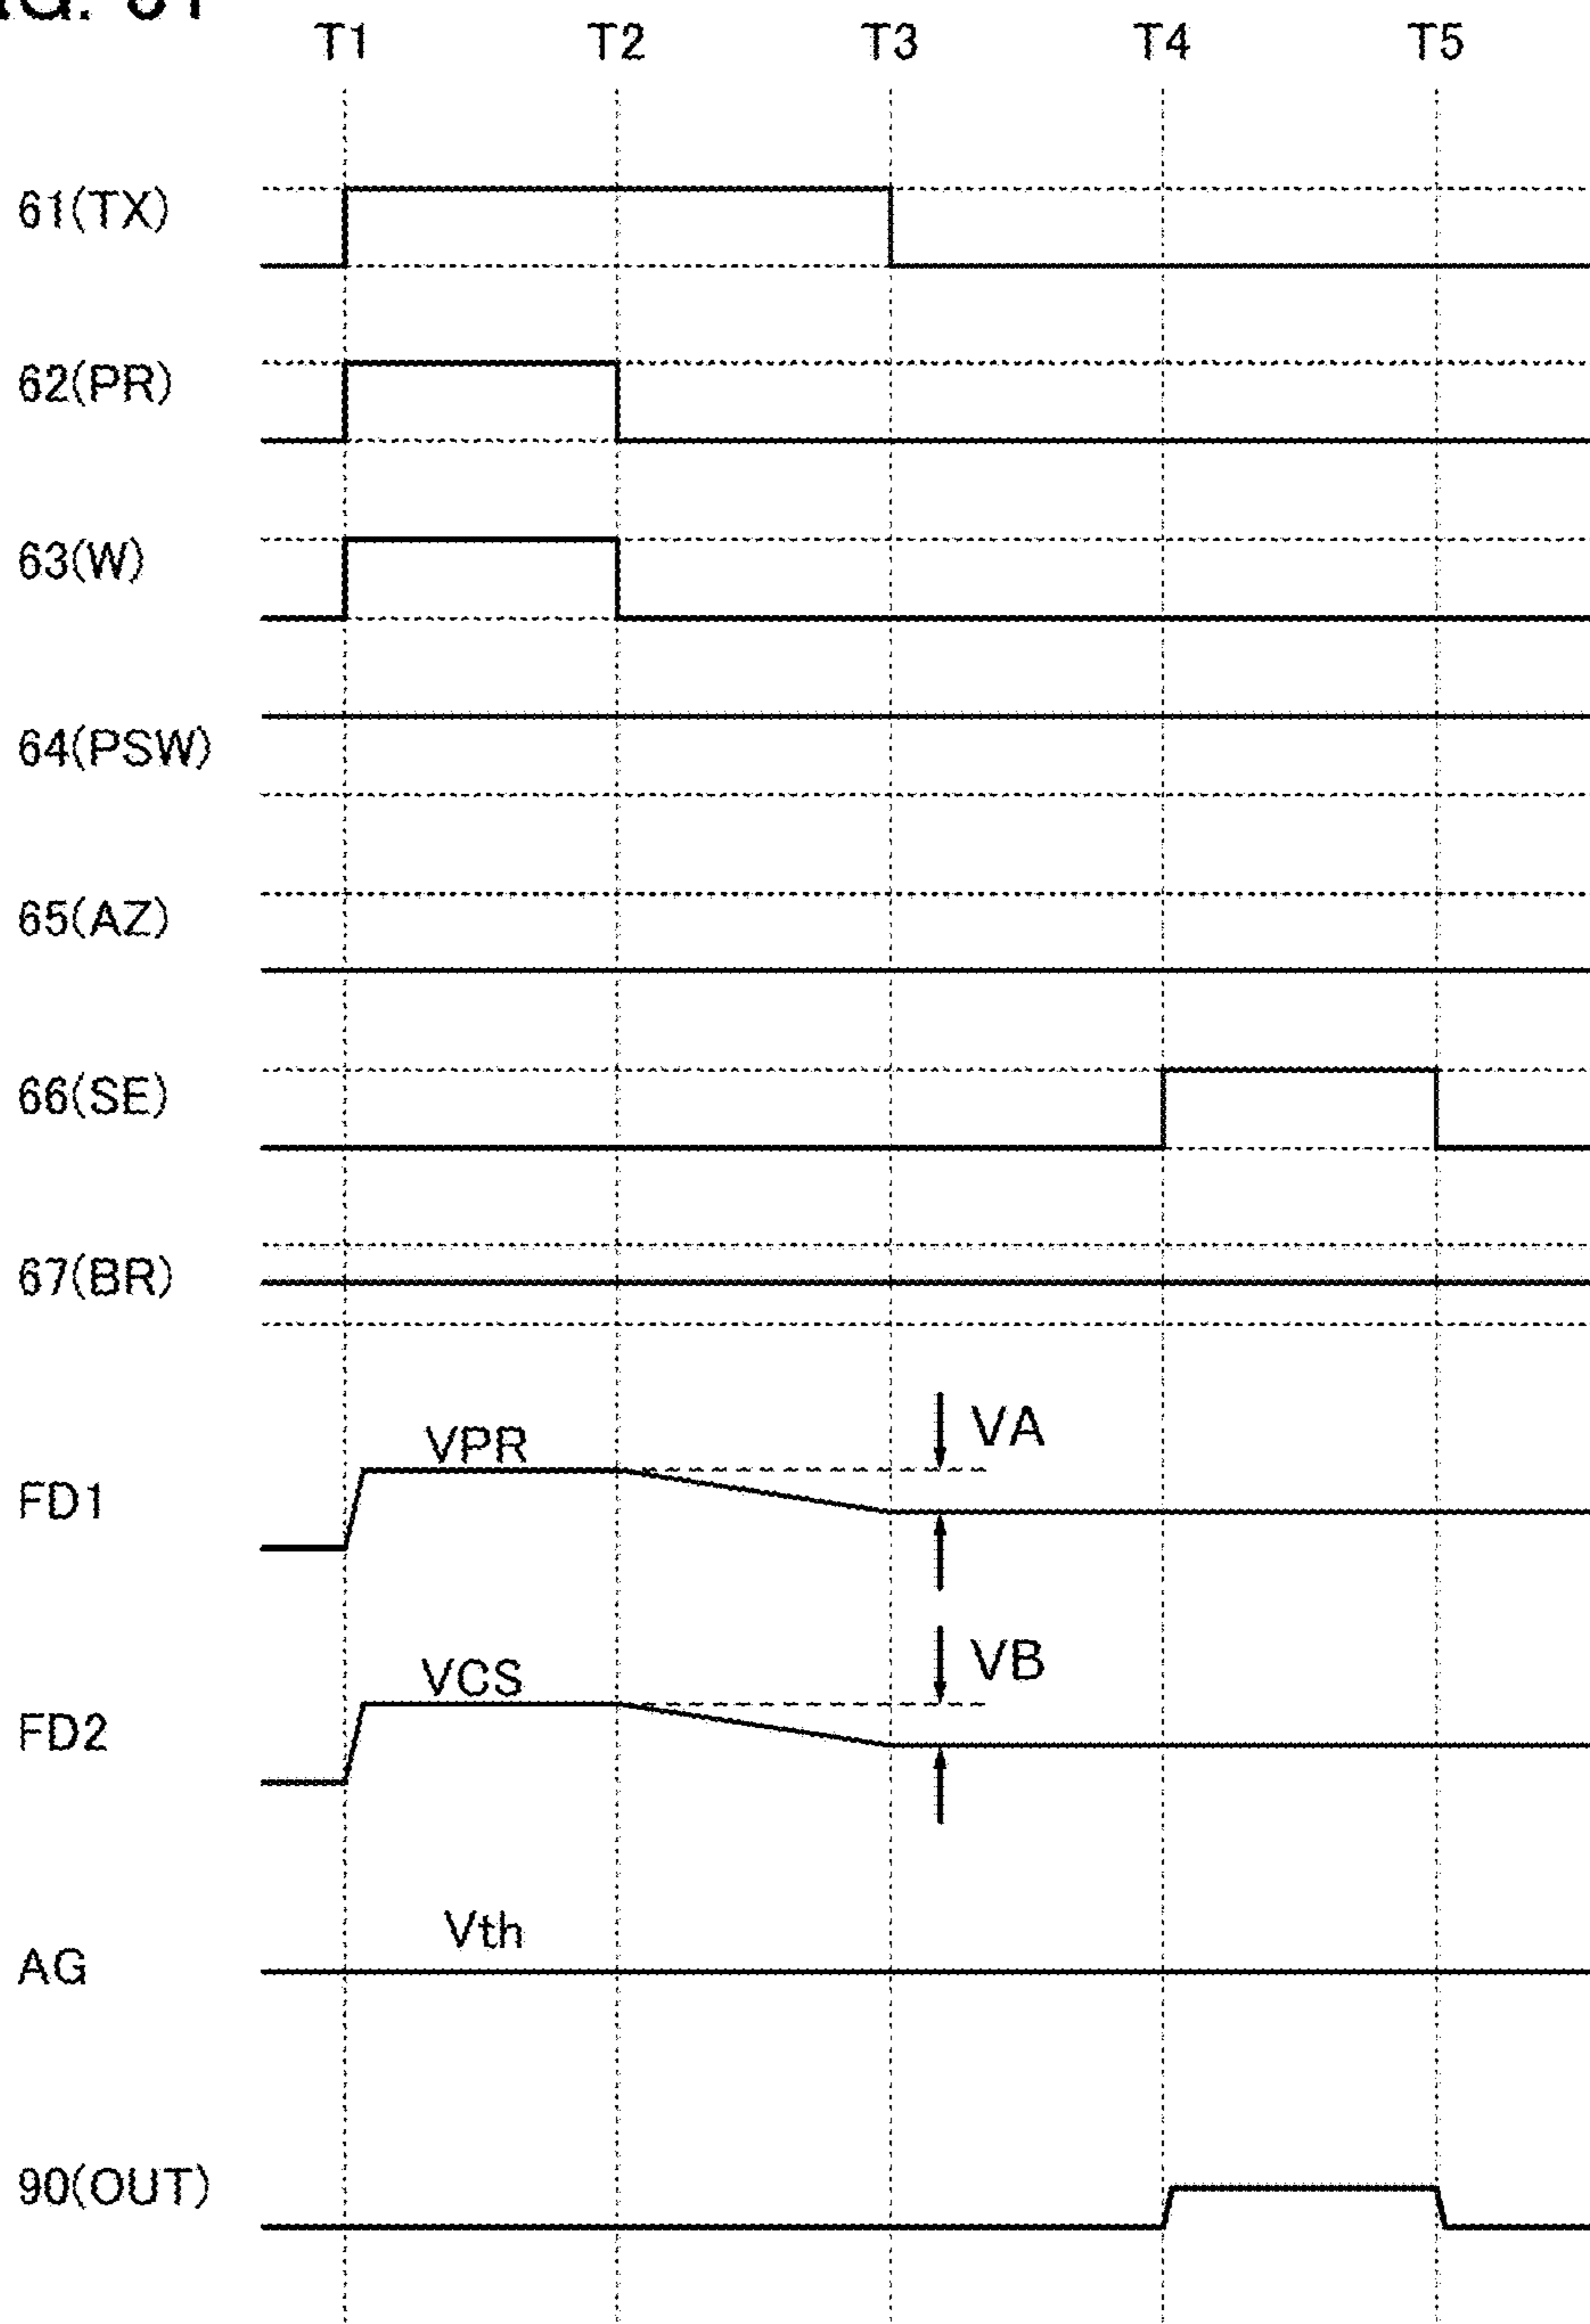 T1 T2 T3 T4 T5
61(TX)
62(PR)
63(W)
64(PSW)
65(AZ)
66(SE)
67(BR)
VA
VPR
FD1
VB
VCS
FD2
Vth
AG
90(OUT)